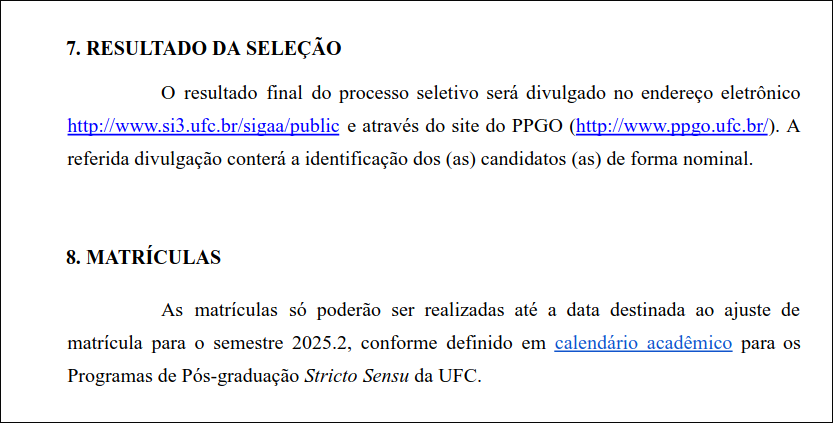 7. RESULTADO DA SELEÇÃO
O resultado final do processo seletivo será divulgado no endereço eletrônico
http://www.si3.ufc.br/sigaa/public e através do site do PPGO (http://www.ppgo.ufc.br/). A
referida divulgação conterá a identificação dos (as) candidatos (as) de forma nominal.
8. MATRÍCULAS
As matrículas só poderão ser realizadas até a data destinada ao ajuste de
matrícula para o semestre 2025.2, conforme definido em calendário acadêmico para os
Programas de Pós-graduação Stricto Sensu da UFC.